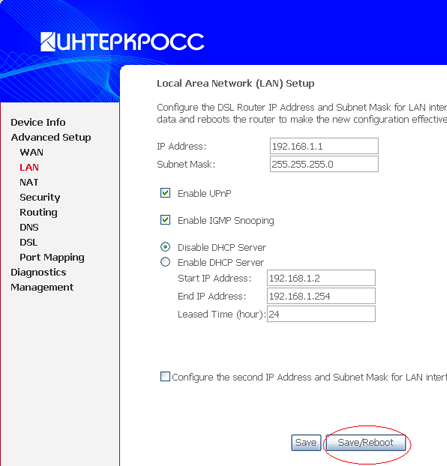 ИНТЕРКРОСС
Local Area Network (LAN) Setup
Configure the DSL Router IP Address and Subnet Mask for LAN inter
data and reboots the router to make the new configuration effective
Device Info
Advanced Setup
WAN
LAN
NAT
Security
Routing
DNS
DSL
Port Mapping
Diagnostics
Management
IP Address: 192.168.1.1
Subnet Mask: 255.255.255.0
Enable UPnP
Enable IGMP Snooping
Disable DHCP Server
Enable DHCP Server
Start IP Address: 192.168.1.2
End IP Address: 192.168.1.254
Leased Time (hour): 24
Configure the second IP Address and Subnet Mask for LAN interf
Save Save/Reboot